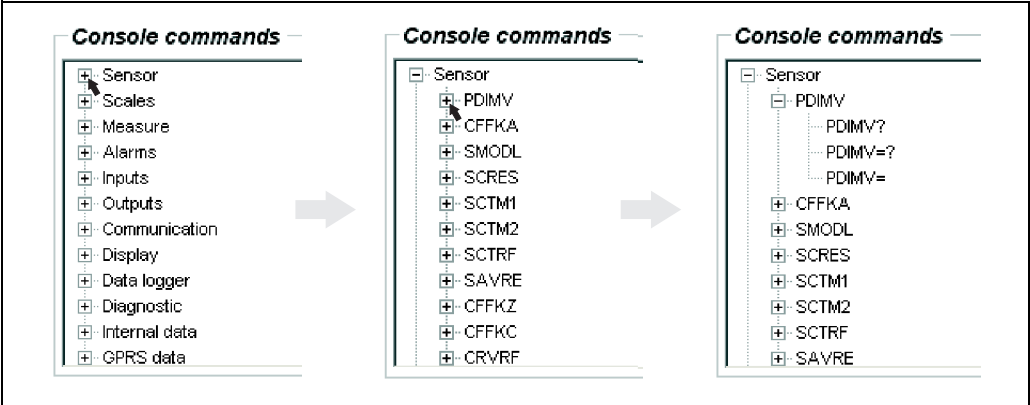 Console commands
Sensor
Scales
Measure
Alarms
Inputs
Outputs
Communication
Display
Data logger
Diagnostic
Internal data
GPRS data
Console commands
Sensor
PDIMV
CFFKA
SMODL
SCRES
SCTM1
SCTM2
SCTRF
SAVRE
CFFKZ
CFFKC
CRVRF
Console commands
Sensor
PDIMV
PDIMV?
PDIMV=?
PDIMV=
CFFKA
SMODL
SCRES
SCTM1
SCTM2
SCTRF
SAVRE